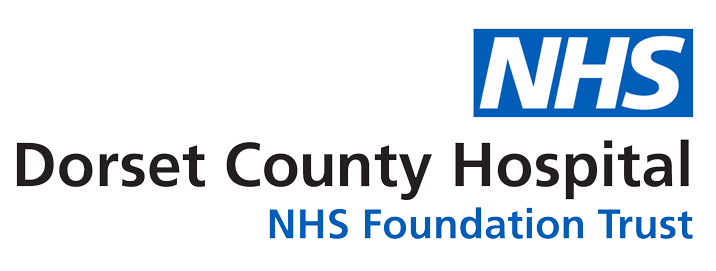 NHS
Dorset County Hospital
NHS Foundation Trust